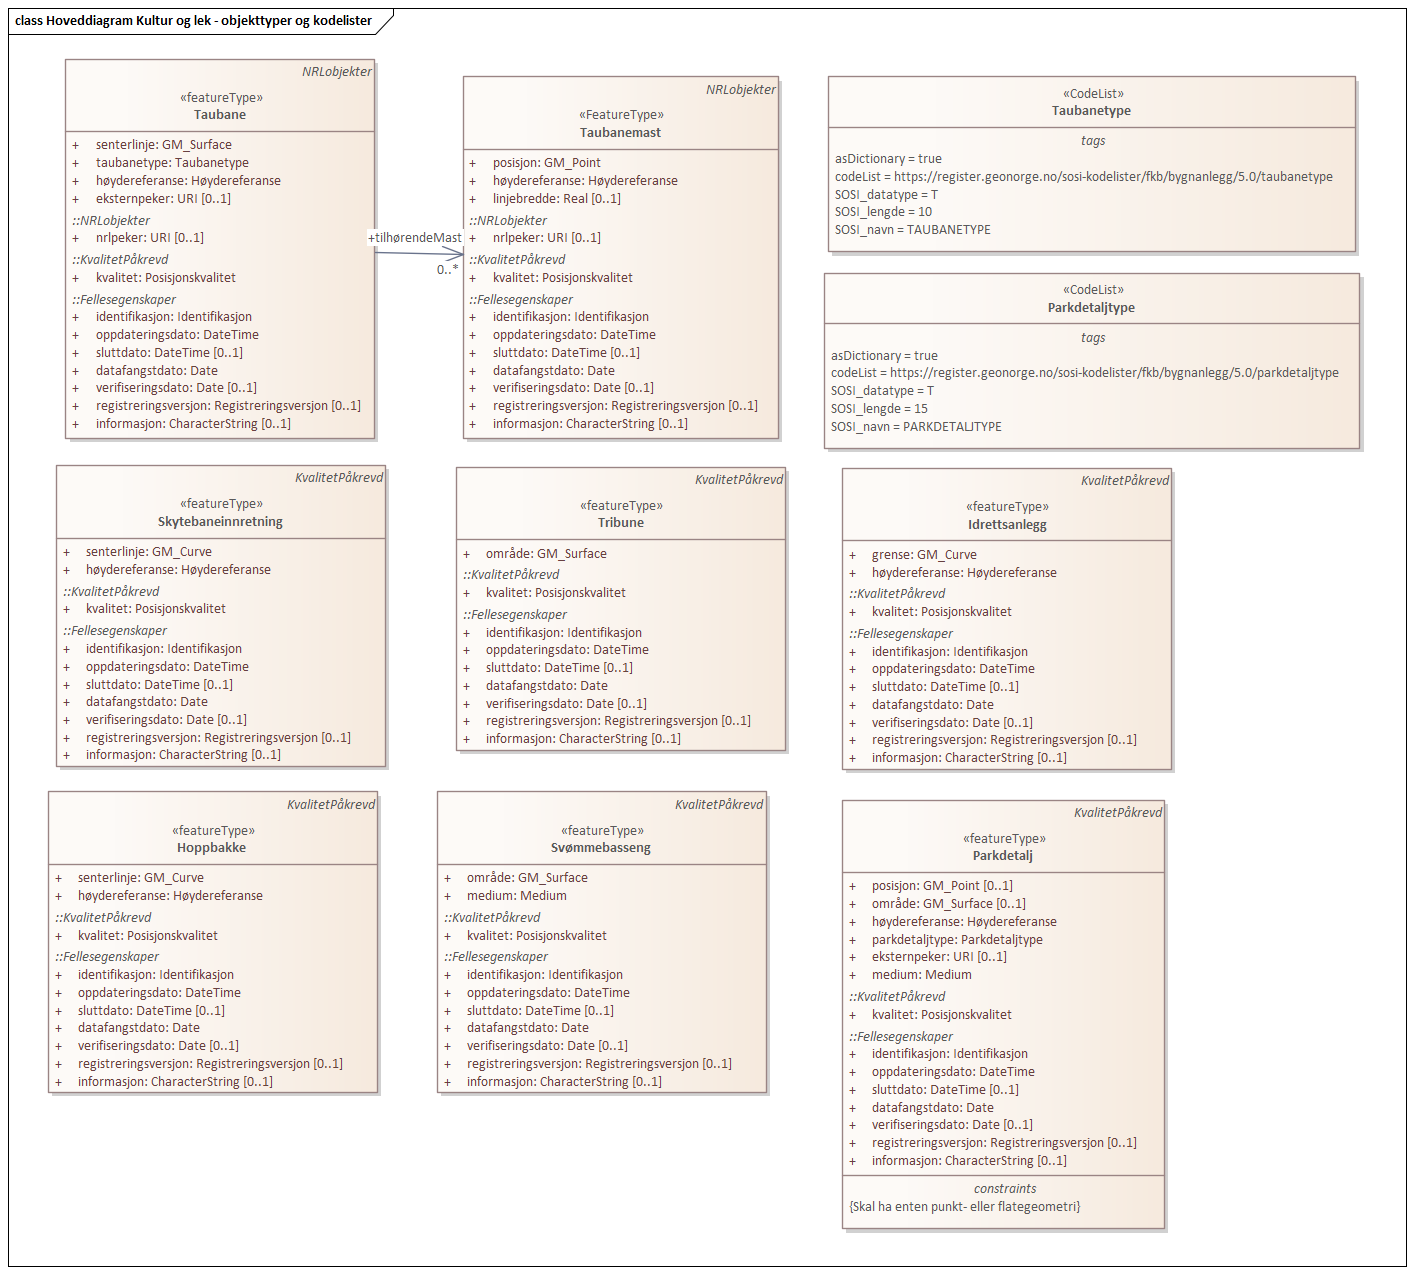 class Hoveddiagram Kultur og lek - objekttyper og kodelister
NRLobjekter
«featureType»
Taubane
+ senterlinje: GM_Surface
+ taubanetype: Taubanetype
+ høydereferanse: Høydereferanse
+ eksternpeker: URI [0..1]
::NRLobjekter
+ nrlpeker: URI [0..1]
::KvalitetPåkrevd
+ kvalitet: Posisjonskvalitet
::Fellesegenskaper
+ identifikasjon: Identifikasjon
+ oppdateringsdato: DateTime
+ sluttdato: DateTime [0..1]
+ datafangstdato: Date
+ verifiseringsdato: Date [0..1]
+ registreringsversjon: Registreringsversjon [0..1]
+ informasjon: CharacterString [0..1]
+tilhørendeMast
0..*
NRLobjekter
«FeatureType»
Taubanemast
+ posisjon: GM_Point
+ høydereferanse: Høydereferanse
+ linjebredde: Real [0..1]
::NRLobjekter
+ nrlpeker: URI [0..1]
::KvalitetPåkrevd
+ kvalitet: Posisjonskvalitet
::Fellesegenskaper
+ identifikasjon: Identifikasjon
+ oppdateringsdato: DateTime
+ sluttdato: DateTime [0..1]
+ datafangstdato: Date
+ verifiseringsdato: Date [0..1]
+ registreringsversjon: Registreringsversjon [0..1]
+ informasjon: CharacterString [0..1]
«CodeList»
Taubanetype
tags
asDictionary = true
codeList = https://register.geonorge.no/sosi-kodelister/fkb/bygnanlegg/5.0/taubanetype
SOSI_datatype = T
SOSI_lengde = 10
SOSI_navn = TAUBANETYPE
«CodeList»
Parkdetaljtype
tags
asDictionary = true
codeList = https://register.geonorge.no/sosi-kodelister/fkb/bygnanlegg/5.0/parkdetaljtype
SOSI_datatype = T
SOSI_lengde = 15
SOSI_navn = PARKDETALJTYPE
KvalitetPåkrevd
«featureType»
Skytebaneinnretning
+ senterlinje: GM_Curve
+ høydereferanse: Høydereferanse
::KvalitetPåkrevd
+ kvalitet: Posisjonskvalitet
::Fellesegenskaper
+ identifikasjon: Identifikasjon
+ oppdateringsdato: DateTime
+ sluttdato: DateTime [0..1]
+ datafangstdato: Date
+ verifiseringsdato: Date [0..1]
+ registreringsversjon: Registreringsversjon [0..1]
+ informasjon: CharacterString [0..1]
KvalitetPåkrevd
«featureType»
Tribune
+ område: GM_Surface
::KvalitetPåkrevd
+ kvalitet: Posisjonskvalitet
::Fellesegenskaper
+ identifikasjon: Identifikasjon
+ oppdateringsdato: DateTime
+ sluttdato: DateTime [0..1]
+ datafangstdato: Date
+ verifiseringsdato: Date [0..1]
+ registreringsversjon: Registreringsversjon [0..1]
+ informasjon: CharacterString [0..1]
KvalitetPåkrevd
«featureType»
Idrettsanlegg
+ grense: GM_Curve
+ høydereferanse: Høydereferanse
::KvalitetPåkrevd
+ kvalitet: Posisjonskvalitet
::Fellesegenskaper
+ identifikasjon: Identifikasjon
+ oppdateringsdato: DateTime
+ sluttdato: DateTime [0..1]
+ datafangstdato: Date
+ verifiseringsdato: Date [0..1]
+ registreringsversjon: Registreringsversjon [0..1]
+ informasjon: CharacterString [0..1]
KvalitetPåkrevd
«featureType»
Hoppbakke
+ senterlinje: GM_Curve
+ høydereferanse: Høydereferanse
::KvalitetPåkrevd
+ kvalitet: Posisjonskvalitet
::Fellesegenskaper
+ identifikasjon: Identifikasjon
+ oppdateringsdato: DateTime
+ sluttdato: DateTime [0..1]
+ datafangstdato: Date
+ verifiseringsdato: Date [0..1]
+ registreringsversjon: Registreringsversjon [0..1]
+ informasjon: CharacterString [0..1]
KvalitetPåkrevd
«featureType»
Svømmebasseng
+ område: GM_Surface
+ medium: Medium
::KvalitetPåkrevd
+ kvalitet: Posisjonskvalitet
::Fellesegenskaper
+ identifikasjon: Identifikasjon
+ oppdateringsdato: DateTime
+ sluttdato: DateTime [0..1]
+ datafangstdato: Date
+ verifiseringsdato: Date [0..1]
+ registreringsversjon: Registreringsversjon [0..1]
+ informasjon: CharacterString [0..1]
KvalitetPåkrevd
«featureType»
Parkdetalj
+ posisjon: GM_Point [0..1]
+ område: GM_Surface [0..1]
+ høydereferanse: Høydereferanse
+ parkdetaljtype: Parkdetaljtype
+ eksternpeker: URI [0..1]
+ medium: Medium
::KvalitetPåkrevd
+ kvalitet: Posisjonskvalitet
::Fellesegenskaper
+ identifikasjon: Identifikasjon
+ oppdateringsdato: DateTime
+ sluttdato: DateTime [0..1]
+ datafangstdato: Date
+ verifiseringsdato: Date [0..1]
+ registreringsversjon: Registreringsversjon [0..1]
+ informasjon: CharacterString [0..1]
constraints
{Skal ha enten punkt- eller flategeometri}